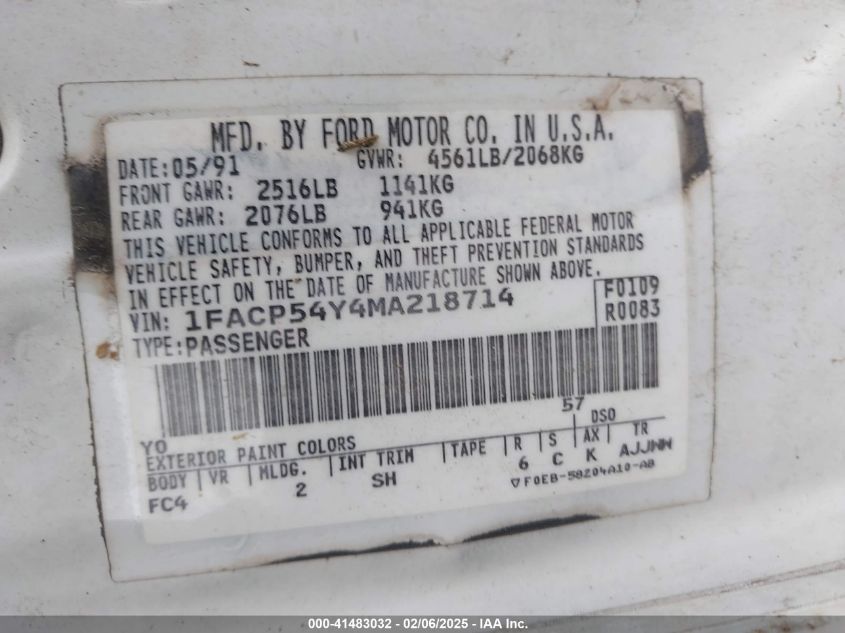 MFD. BY FORD MOTOR CO. IN U.S.A.
DATE: 05/91 GVWR: 4561LB/2068KG
FRONT GAWR: 2516LB 1141KG
REAR GAWR: 2076LB 941KG
THIS VEHICLE CONFORMS TO ALL APPLICABLE FEDERAL MOTOR
VEHICLE SAFETY, BUMPER, AND THEFT PREVENTION STANDARDS
IN EFFECT ON THE DATE OF MANUFACTURE SHOWN ABOVE.
VIN: 1FACP54Y4MA218714 F0109
TYPE: PASSENGER R0083
YO 57
EXTERIOR PAINT COLORS DSO
BODY VR MLDG. INT TRIM TAPE R S AX TR
FC4 2 SH 6 C K AJJNW
▽F0EB-58204A10-AB
000-41483032 - 02/06/2025 - IAA Inc.